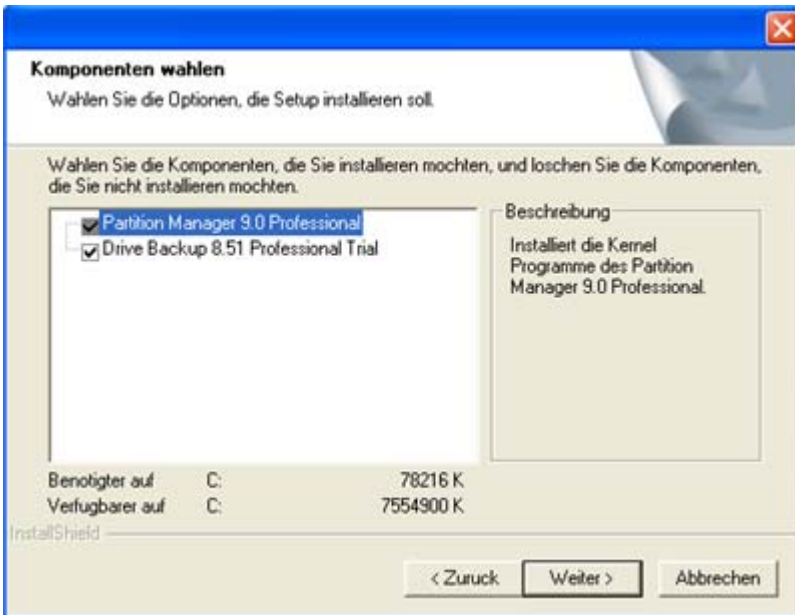 Komponenten wahlen
Wahlen Sie die Optionen, die Setup installieren soll.
Wahlen Sie die Komponenten, die Sie installieren mochten, und loschen Sie die Komponenten,
die Sie nicht installieren mochten.
Partition Manager 9.0 Professional
Drive Backup 8.51 Professional Trial
Beschreibung
Installiert die Kernel
Programme des Partition
Manager 9.0 Professional.
Benotigter auf C: 78216 K
Verfugbarer auf C: 7554900 K
InstallShield
< Zuruck
Weiter >
Abbrechen